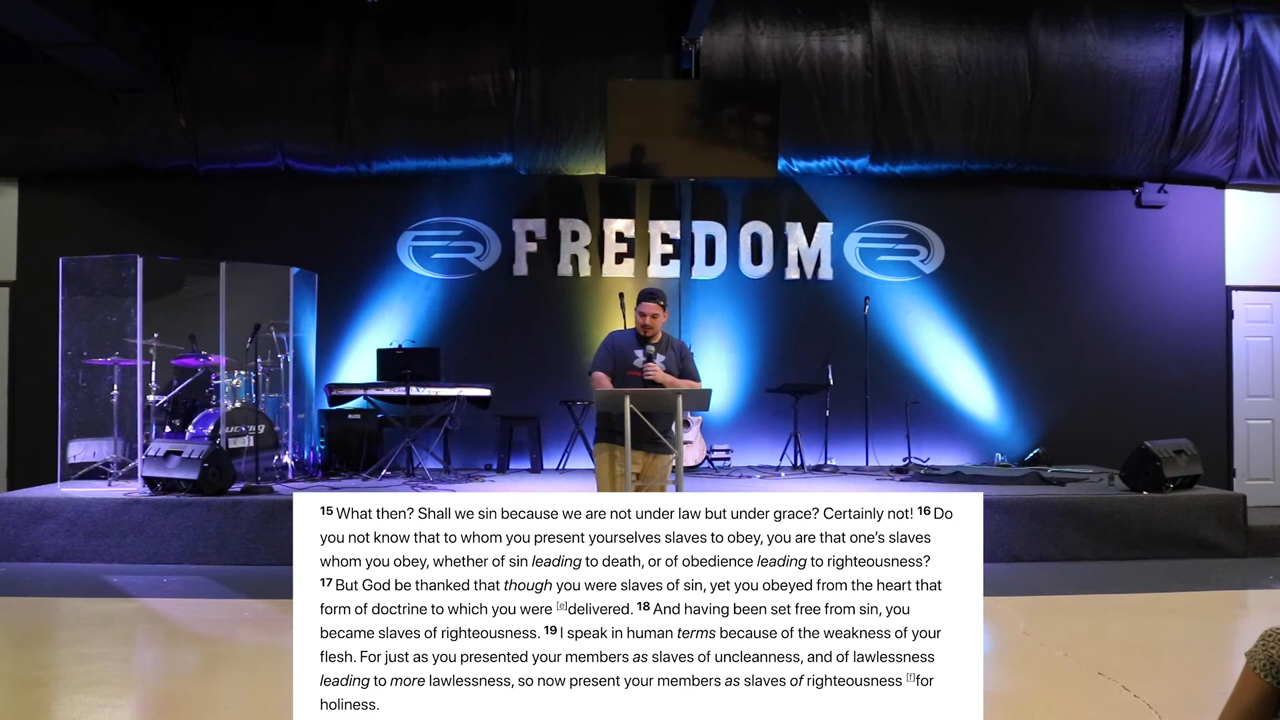 FR FREEDOM FR
Ludwig
15 What then? Shall we sin because we are not under law but under grace? Certainly not! 16 Do
you not know that to whom you present yourselves slaves to obey, you are that one’s slaves
whom you obey, whether of sin leading to death, or of obedience leading to righteousness?
17 But God be thanked that though you were slaves of sin, yet you obeyed from the heart that
form of doctrine to which you were [e]delivered. 18 And having been set free from sin, you
became slaves of righteousness. 19 I speak in human terms because of the weakness of your
flesh. For just as you presented your members as slaves of uncleanness, and of lawlessness
leading to more lawlessness, so now present your members as slaves of righteousness [f]for
holiness.